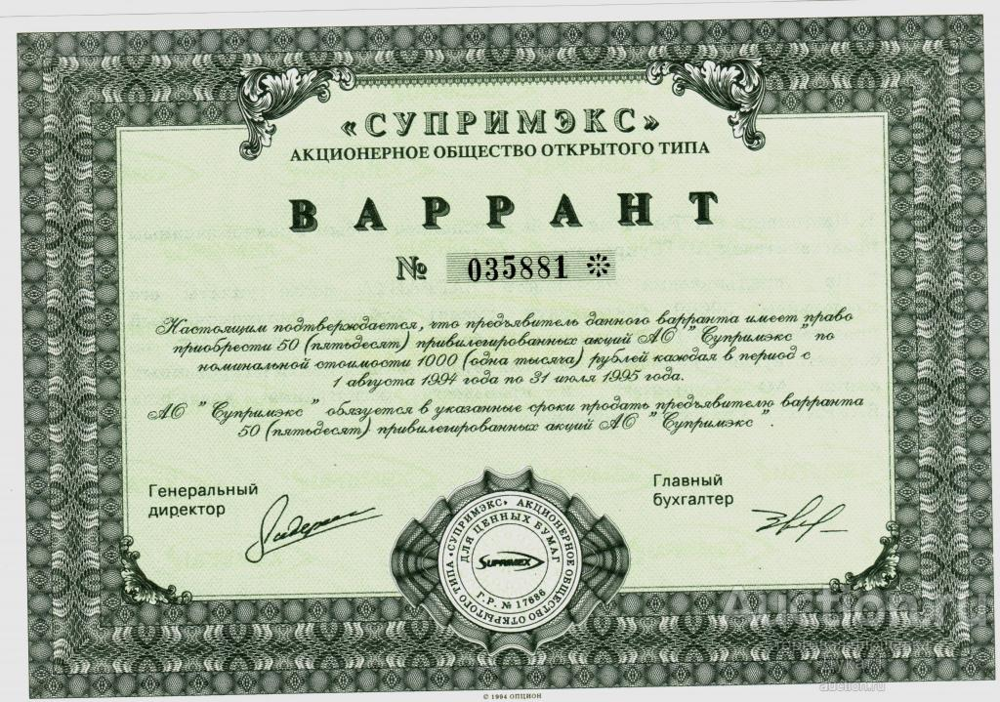 «СУПРИМЭКС»
АКЦИОНЕРНОЕ ОБЩЕСТВО ОТКРЫТОГО ТИПА
ВАРРАНТ
№ 035881
Настоящим подтверждается, что предъявитель данного варранта имеет право
приобрести 50 (пятьдесят) привилегированных акций АО "Супримэкс" по
номинальной стоимости 1000 (одна тысяча) рублей каждая в период с
1 августа 1994 года по 31 июля 1995 года.
АО "Супримэкс" обязуется в указанные сроки продать предъявителю варранта
50 (пятьдесят) привилегированных акций АО "Супримэкс".
Генеральный
директор
Главный
бухгалтер
«СУПРИМЭКС» АКЦИОНЕРНОЕ ОБЩЕСТВО ОТКРЫТОГО ТИПА
ДЛЯ ЦЕННЫХ БУМАГ
SUPRIMEX
Г.Р. № 17686
Auction.ru
auction.ru
© 1994 ОПЦИОН